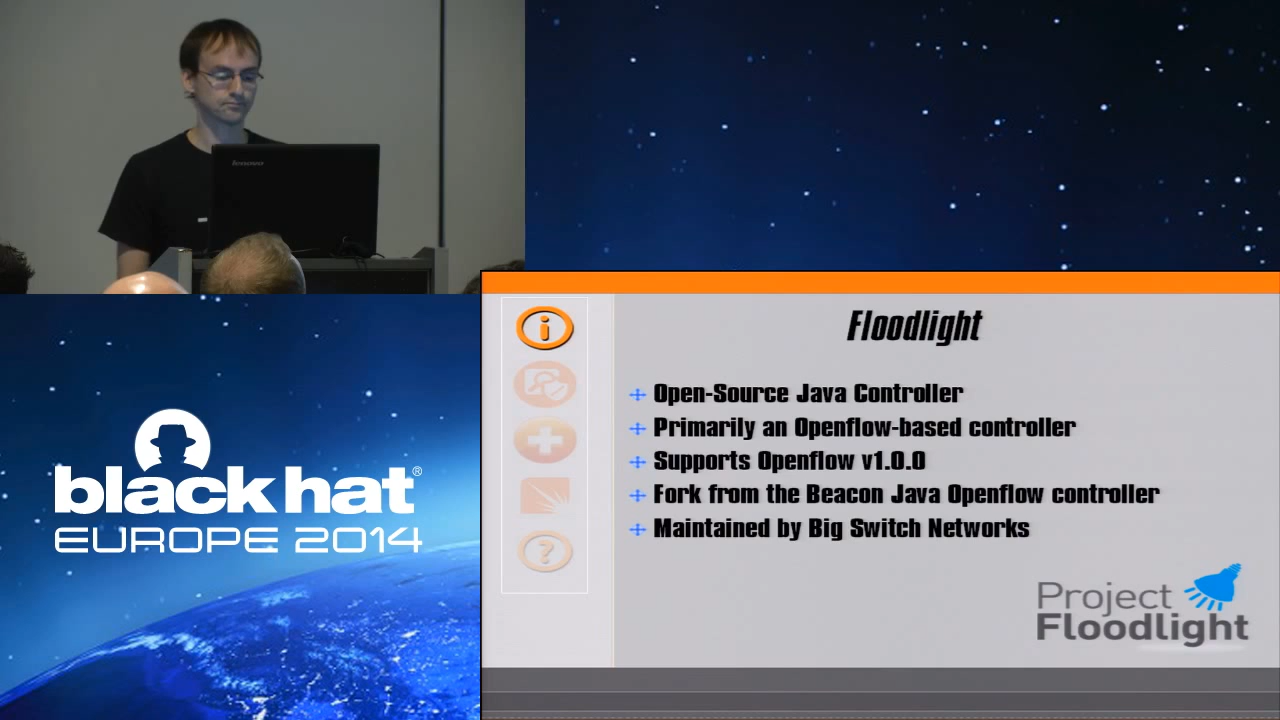 lenovo
Floodlight
Open-Source Java Controller
Primarily an Openflow-based controller
Supports Openflow v1.0.0
Fork from the Beacon Java Openflow controller
Maintained by Big Switch Networks
Project
Floodlight
black hat®
EUROPE 2014